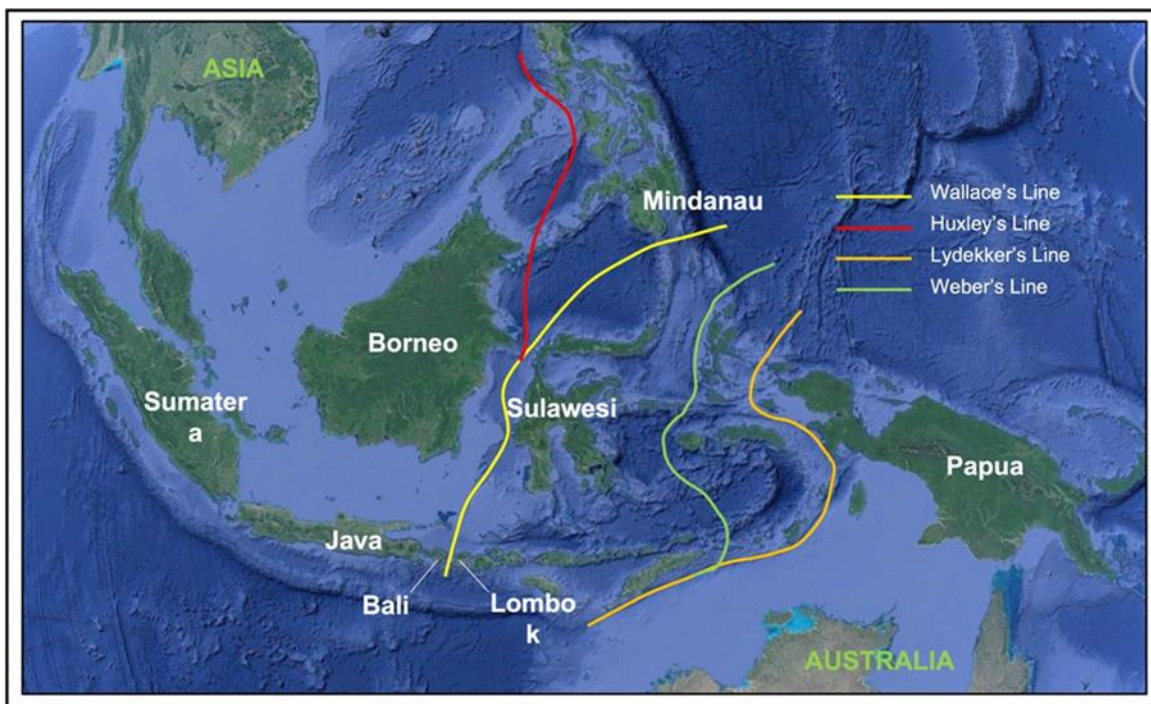 ASIA
Mindanau
Wallace's Line
Huxley's Line
Lydekker's Line
Weber's Line
Borneo
Sumater
a
Sulawesi
Papua
Java
Bali
Lombo
k
AUSTRALIA